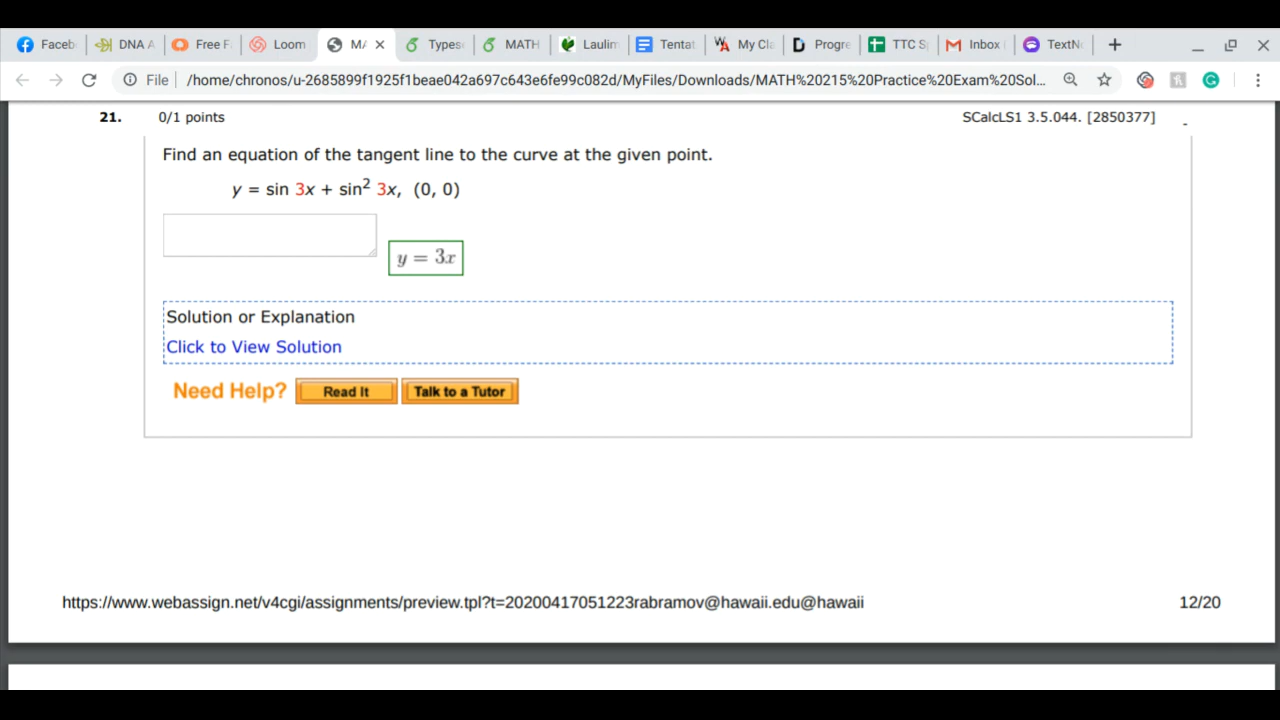 Faceb
DNA A
Free F
Loom
MA
Types
MATH
Laulim
Tentat
My Cla
Progre
TTC S
Inbox
TextN
File
/home/chronos/u-2685899f1925f1beae042a697c643e6fe99c082d/MyFiles/Downloads/MATH%20215%20Practice%20Exam%20Sol...
21. 0/1 points SCalcLS1 3.5.044. [2850377]
Find an equation of the tangent line to the curve at the given point.
y = sin 3x + sin² 3x, (0, 0)
y = 3x
Solution or Explanation
Click to View Solution
Need Help? Read It Talk to a Tutor
https://www.webassign.net/v4cgi/assignments/preview.tpl?t=20200417051223rabramov@hawaii.edu@hawaii 12/20